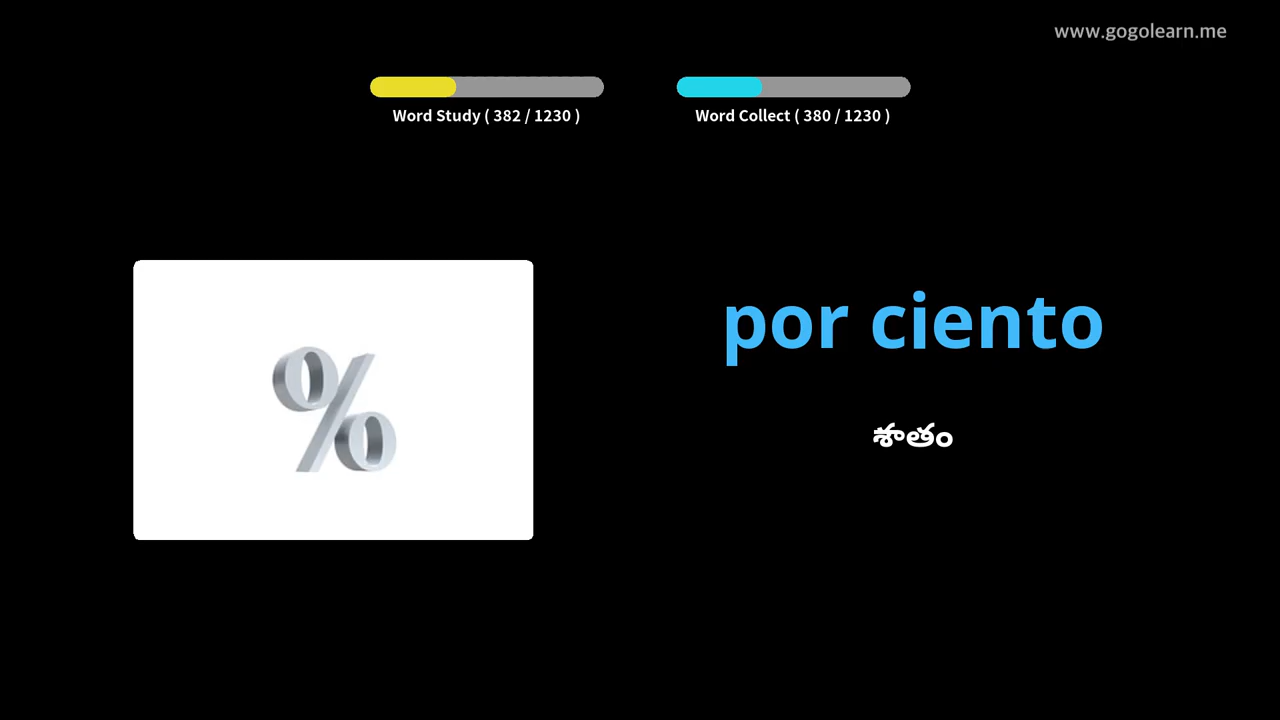 www.gogolearn.me
Word Study ( 382 / 1230 )
Word Collect ( 380 / 1230 )
%
por ciento
శాతం